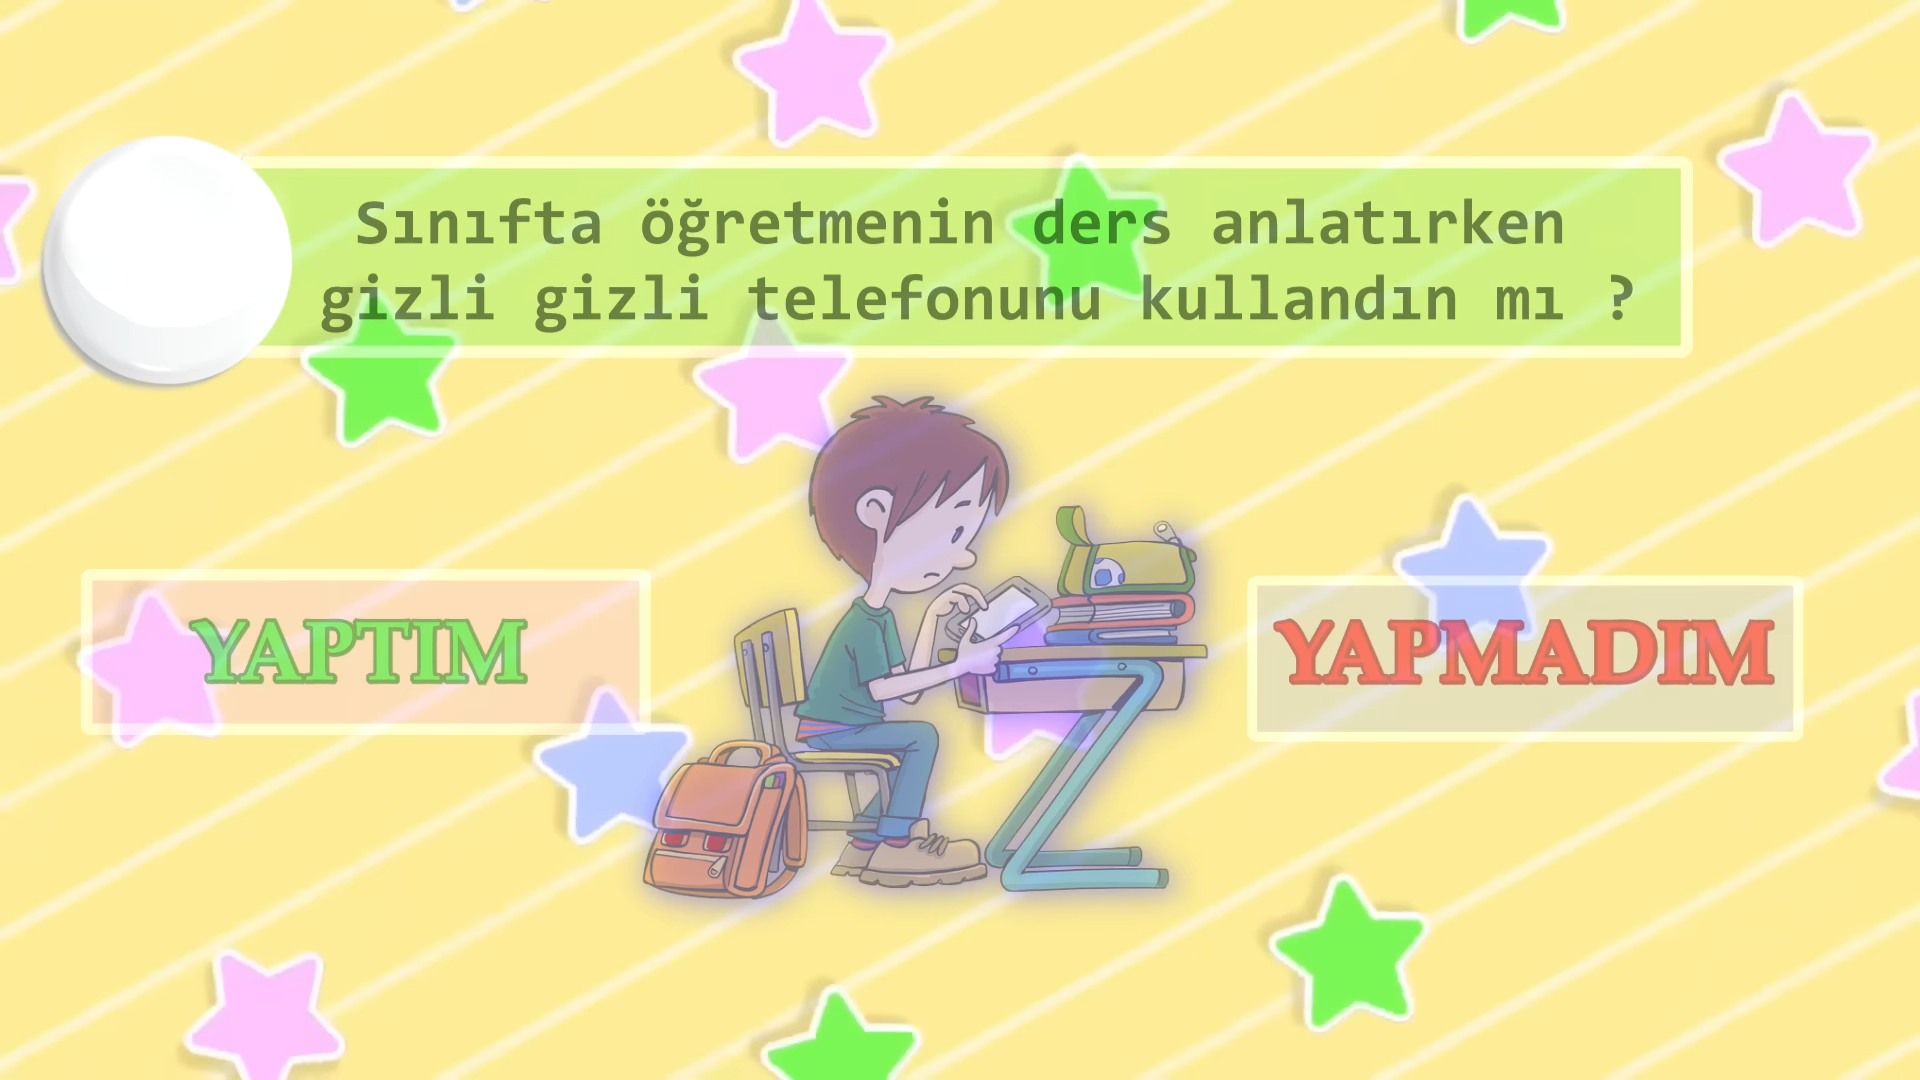 Sınıfta öğretmenin ders anlatırken
gizli gizli telefonunu kullandın mı ?
YAPTIM
YAPMADIM